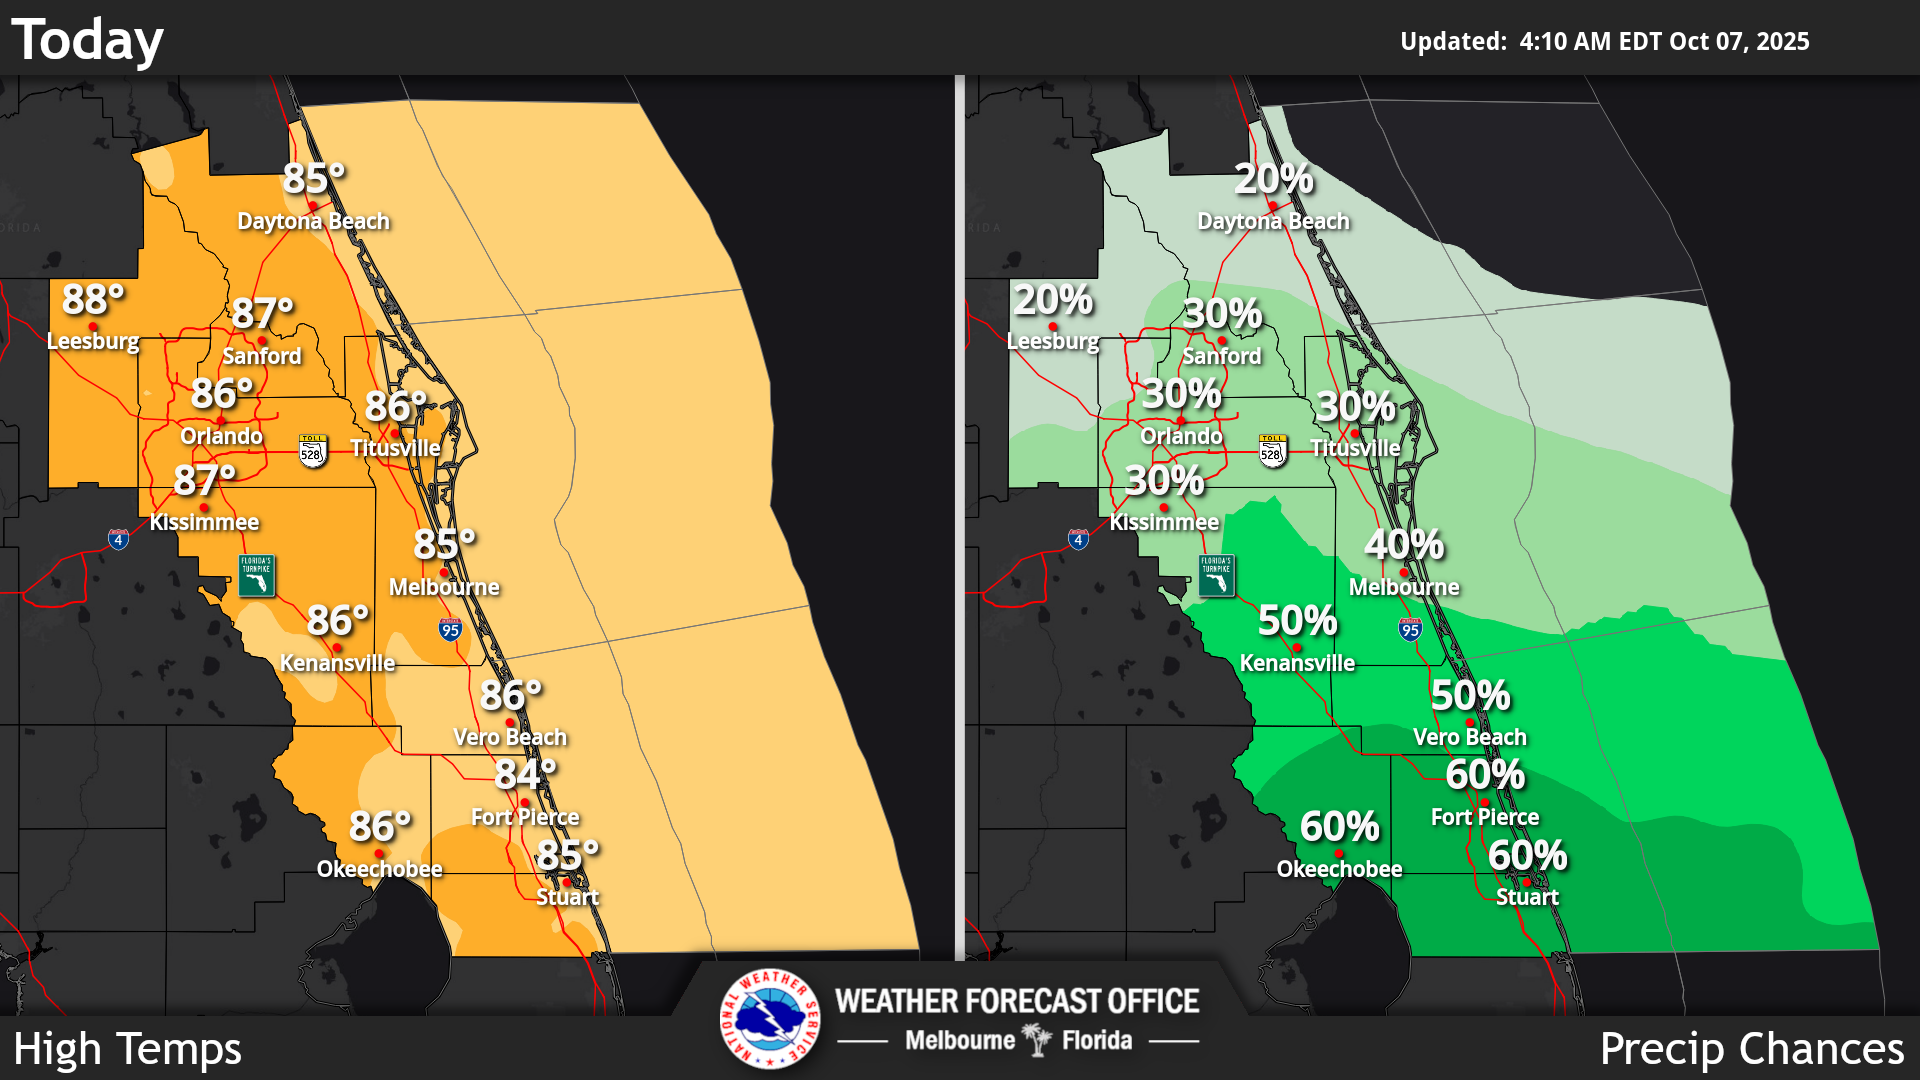 Today
Updated: 4:10 AM EDT Oct 07, 2025
85°
Daytona Beach
88°
Leesburg
87°
Sanford
86°
Orlando
86°
Titusville
TOLL
528
87°
Kissimmee
4
FLORIDA'S
TURNPIKE
85°
Melbourne
86°
Kenansville
95
86°
Vero Beach
84°
Fort Pierce
86°
Okeechobee
85°
Stuart
20%
Daytona Beach
20%
Leesburg
30%
Sanford
30%
Orlando
30%
Titusville
TOLL
528
30%
Kissimmee
4
FLORIDA'S
TURNPIKE
40%
Melbourne
50%
Kenansville
95
50%
Vero Beach
60%
Fort Pierce
60%
Okeechobee
60%
Stuart
High Temps
NATIONAL WEATHER SERVICE
WEATHER FORECAST OFFICE
Melbourne Florida
Precip Chances